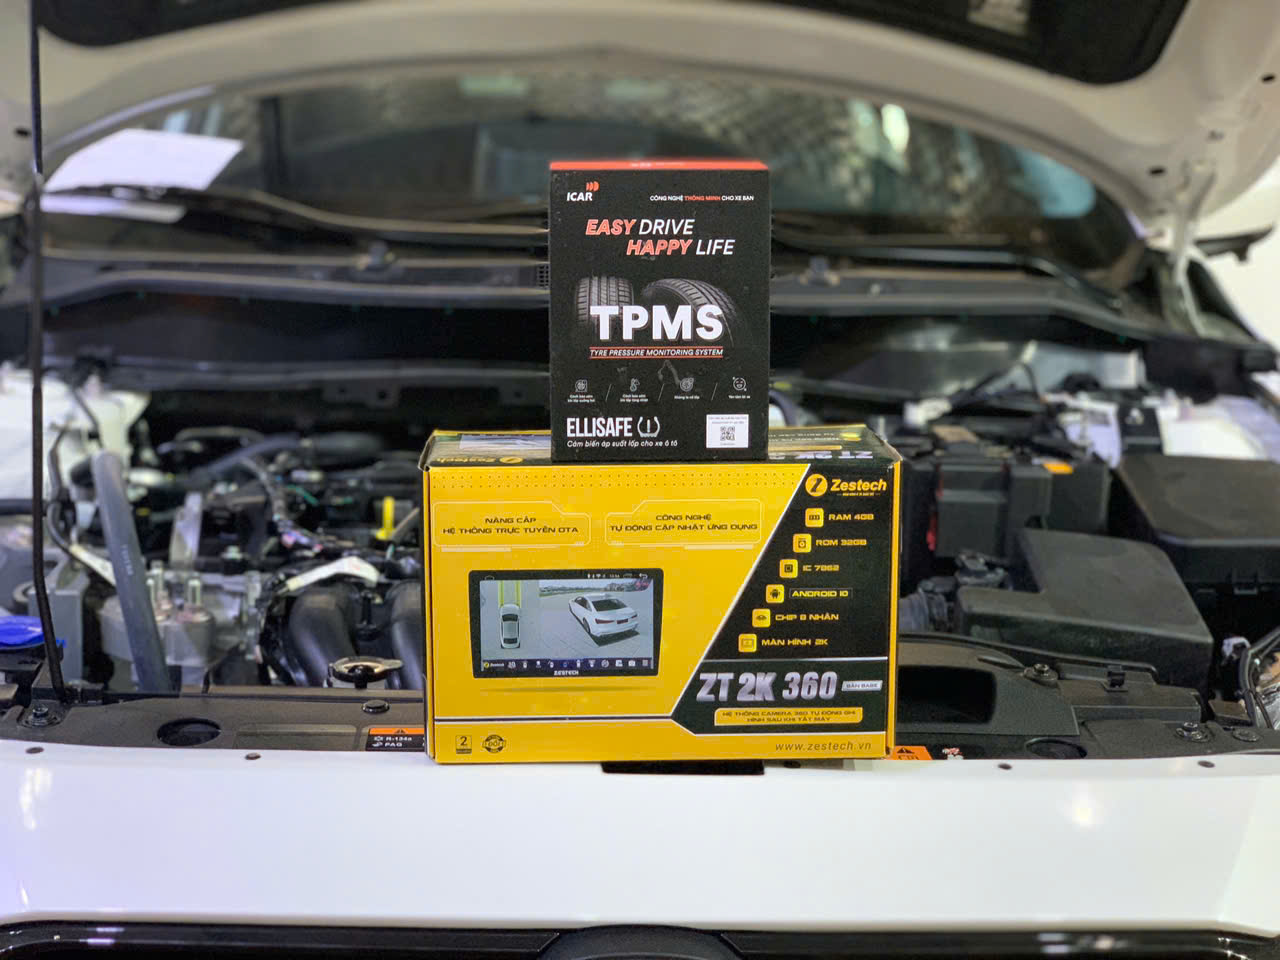 ICAR
CÔNG NGHỆ THÔNG MINH CHO XE BẠN
EASY DRIVE
HAPPY LIFE
TPMS
TYRE PRESSURE MONITORING SYSTEM
ELLISAFE
Cảm biến áp suất lốp cho xe ô tô
ZT 2K
Zestech
NÂNG CẤP
HỆ THỐNG TRỰC TUYẾN OTA
CÔNG NGHỆ
TỰ ĐỘNG CẬP NHẬT ỨNG DỤNG
RAM 4GB
ROM 32GB
IC 7862
ANDROID 10
CHIP 8 NHÂN
MÀN HÌNH 2K
Zestech
ZESTECH
ZT 2K 360
BẢN BASE
HỆ THỐNG CAMERA 360 TỰ ĐỘNG GHI
HÌNH SAU KHI TẮT MÁY
2
www.zestech.vn
R-134a
PAG